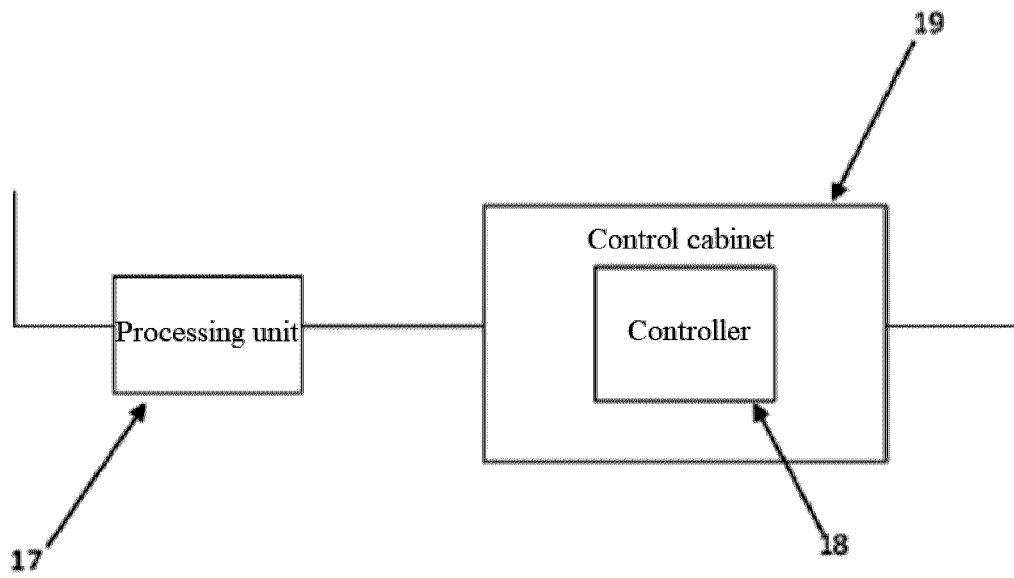 19
Control cabinet
Processing unit
Controller
17
18